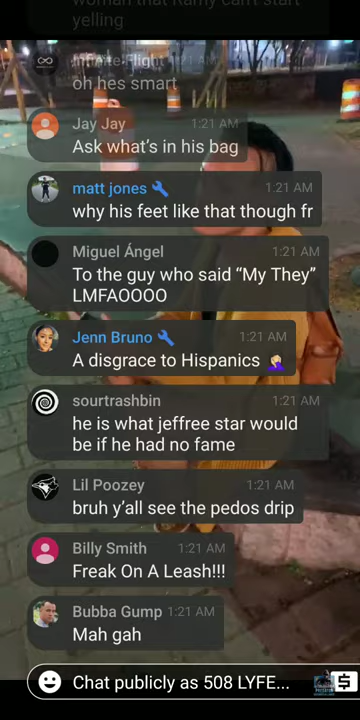 woman that Ramy can't start
yelling
Infinite Flight 1:21 AM
oh hes smart
Jay Jay 1:21 AM
Ask what's in his bag
matt jones 1:21 AM
why his feet like that though fr
Miguel Ángel 1:21 AM
To the guy who said “My They”
LMFAOOOO
Jenn Bruno 1:21 AM
A disgrace to Hispanics 🤦🏼‍♀️
sourtrashbin 1:21 AM
he is what jeffree star would
be if he had no fame
Lil Poozey 1:21 AM
bruh y'all see the pedos drip
Billy Smith 1:21 AM
Freak On A Leash!!!
Bubba Gump 1:21 AM
Mah gah
Chat publicly as 508 LYFE...